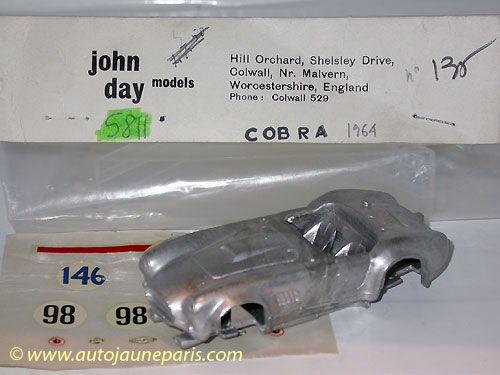 john
day models
Hill Orchard, Shelsley Drive,
Colwall, Nr. Malvern,
Worcestershire, England
Phone : Colwall 529
n° 135
5811
COBRA 1964
146
98
98
© www.autojauneparis.com